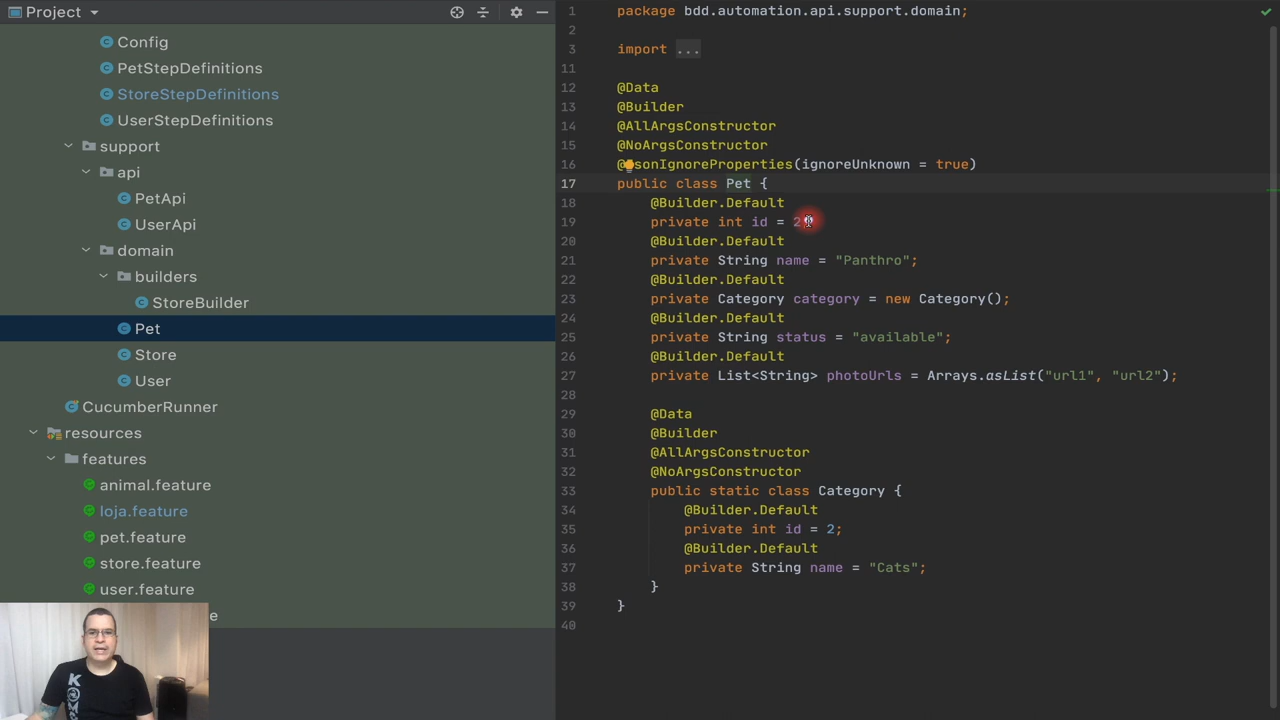 Project
Config
PetStepDefinitions
StoreStepDefinitions
UserStepDefinitions
support
api
PetApi
UserApi
domain
builders
StoreBuilder
Pet
Store
User
CucumberRunner
resources
features
animal.feature
loja.feature
pet.feature
store.feature
user.feature
1 package bdd.automation.api.support.domain;
2
3 import ...
11
12 @Data
13 @Builder
14 @AllArgsConstructor
15 @NoArgsConstructor
16 @JsonIgnoreProperties(ignoreUnknown = true)
17 public class Pet {
18 @Builder.Default
19 private int id = 2
20 @Builder.Default
21 private String name = "Panthro";
22 @Builder.Default
23 private Category category = new Category();
24 @Builder.Default
25 private String status = "available";
26 @Builder.Default
27 private List<String> photoUrls = Arrays.asList("url1", "url2");
28
29 @Data
30 @Builder
31 @AllArgsConstructor
32 @NoArgsConstructor
33 public static class Category {
34 @Builder.Default
35 private int id = 2;
36 @Builder.Default
37 private String name = "Cats";
38 }
39 }
40